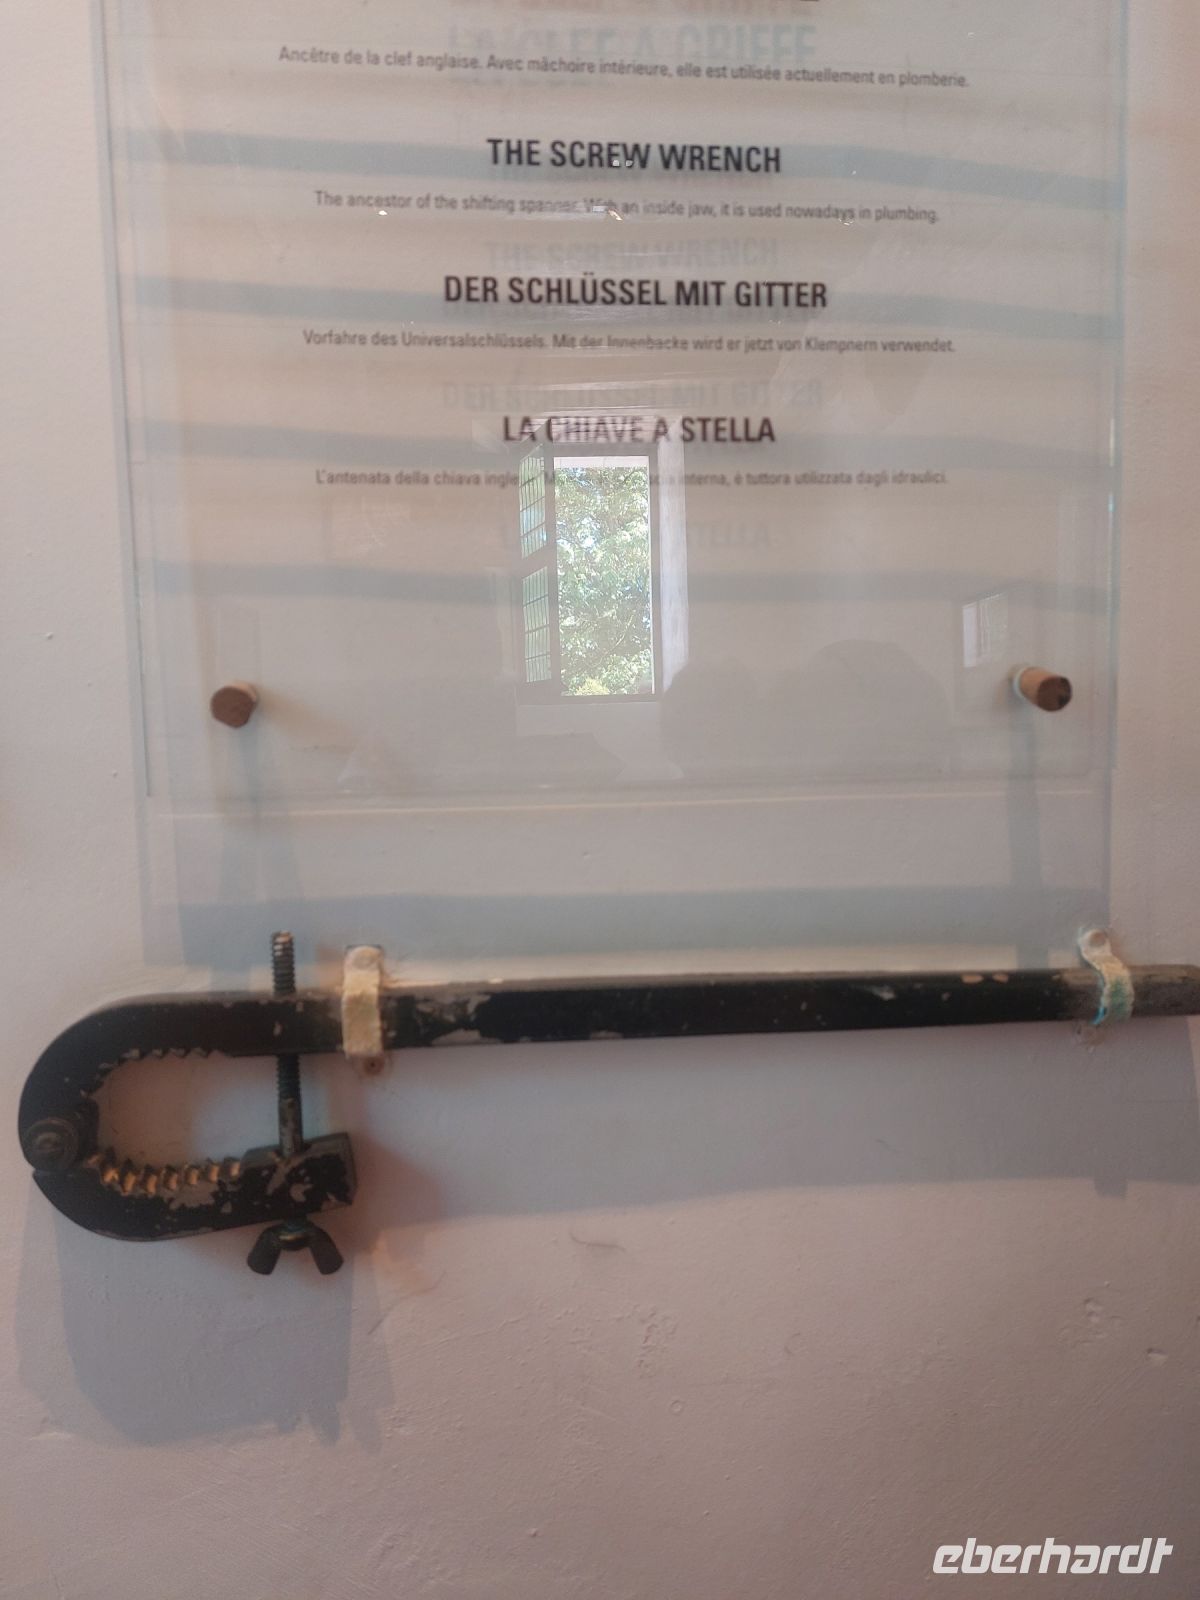 Ancêtre de la clef anglaise. Avec mâchoire intérieure, elle est utilisée actuellement en plomberie.
THE SCREW WRENCH
The ancestor of the shifting spanner. With an inside jaw, it is used nowadays in plumbing.
DER SCHLÜSSEL MIT GITTER
Vorfahre des Universalschlüssels. Mit der Innenbacke wird er jetzt von Klempnern verwendet.
LA CHIAVE A STELLA
L'antenata della chiava interna, è tuttora utilizzata dagli idraulici.
eberhardt